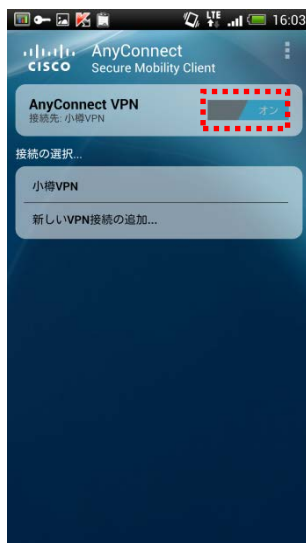 LTE 16:03
CISCO
AnyConnect
Secure Mobility Client
AnyConnect VPN
接続先: 小樽VPN
オン
接続の選択...
小樽VPN
新しいVPN接続の追加...